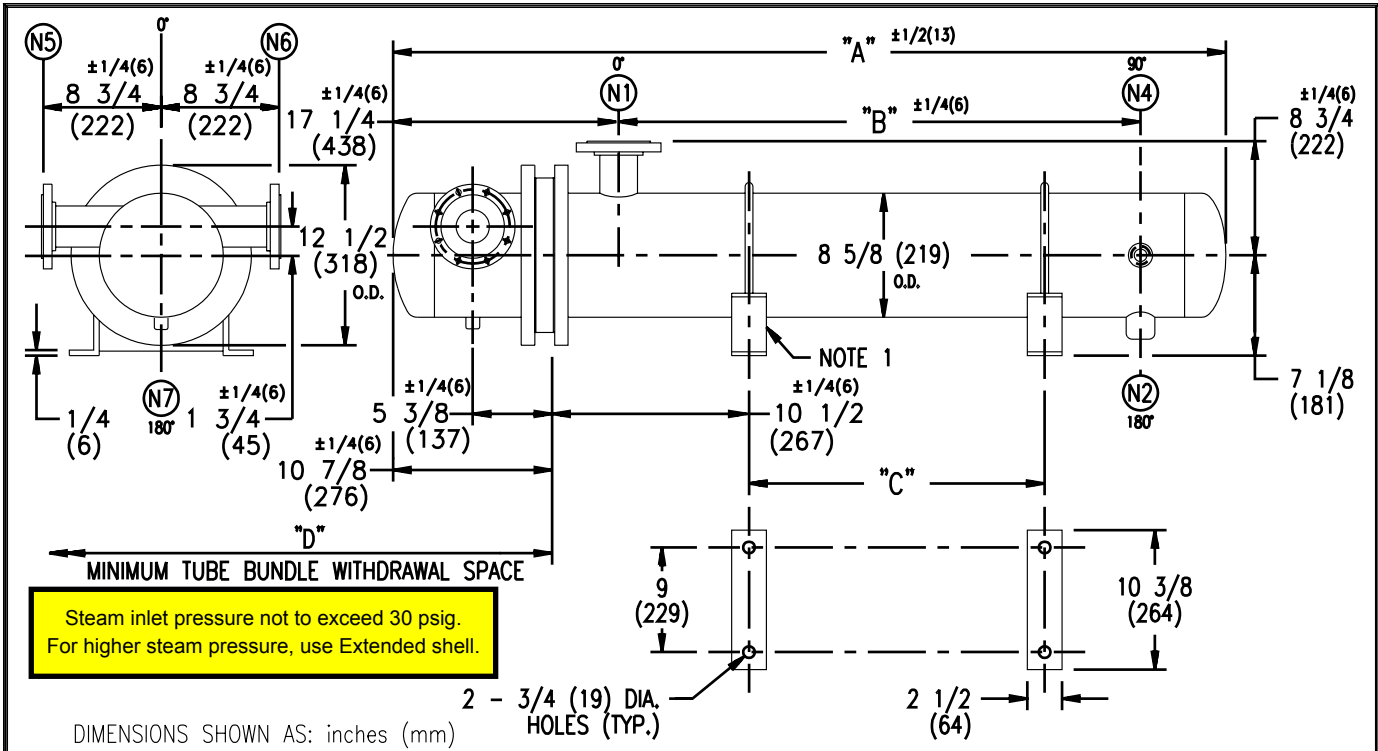 N5
0°
N6
±1/4(6)
8 3/4
(222)
±1/4(6)
8 3/4
(222)
"A" ±1/2(13)
±1/4(6)
17 1/4
(438)
0°
N1
"B" ±1/4(6)
90°
N4
±1/4(6)
8 3/4
(222)
12 1/2
(318)
O.D.
8 5/8 (219)
O.D.
NOTE 1
1/4
(6)
N7
180°
±1/4(6)
1 3/4
(45)
±1/4(6)
5 3/8
(137)
±1/4(6)
10 1/2
(267)
N2
180°
7 1/8
(181)
±1/4(6)
10 7/8
(276)
"C"
"D"
MINIMUM TUBE BUNDLE WITHDRAWAL SPACE
9
(229)
10 3/8
(264)
Steam inlet pressure not to exceed 30 psig.
For higher steam pressure, use Extended shell.
2 - 3/4 (19) DIA.
HOLES (TYP.)
2 1/2
(64)
DIMENSIONS SHOWN AS: inches (mm)